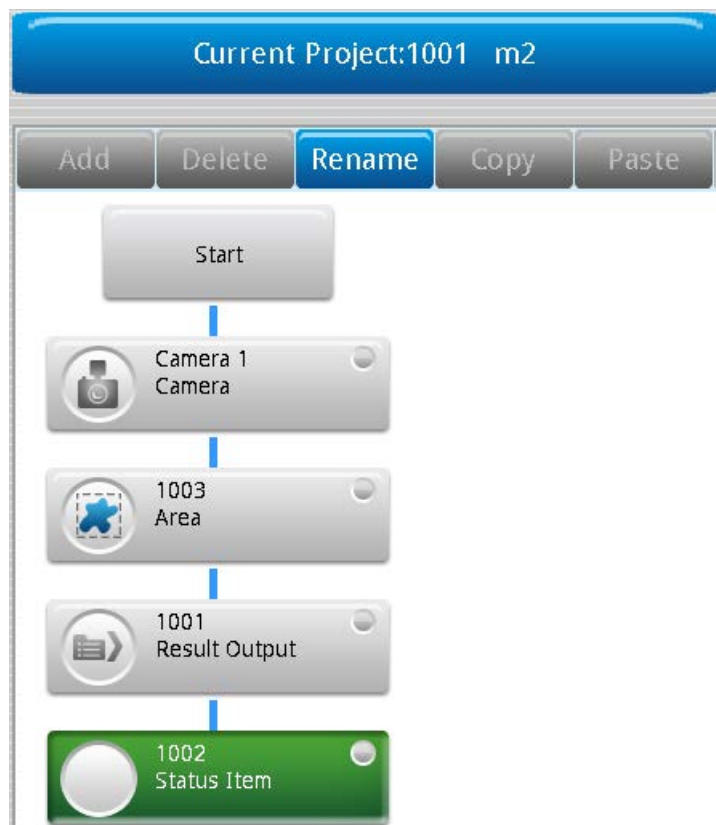 Current Project:1001 m2
Add Delete Rename Copy Paste
Start
Camera 1
Camera
1003
Area
1001
Result Output
1002
Status Item